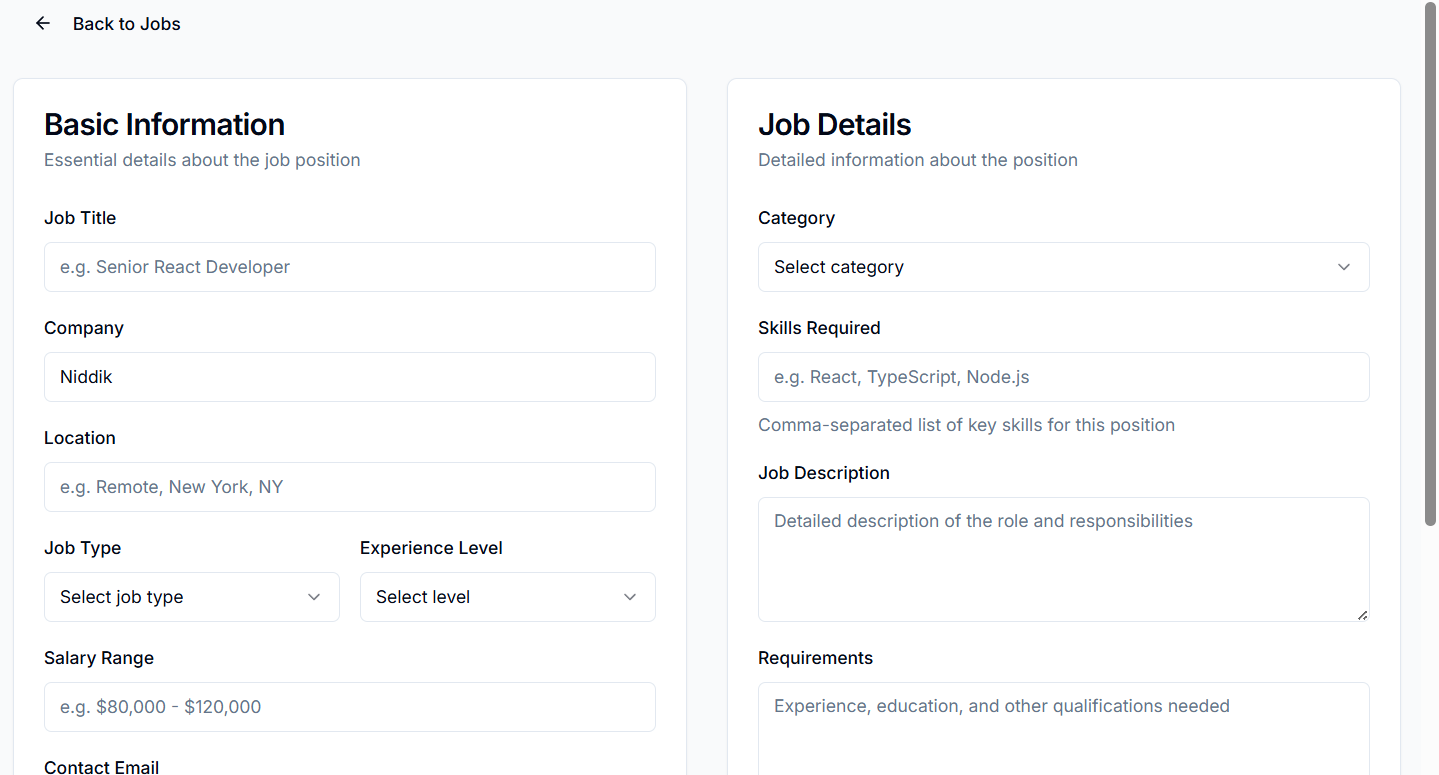 Back to Jobs
Basic Information
Essential details about the job position
Job Title
e.g. Senior React Developer
Company
Niddik
Location
e.g. Remote, New York, NY
Job Type
Experience Level
Select job type
Select level
Salary Range
e.g. $80,000 - $120,000
Contact Email
Job Details
Detailed information about the position
Category
Select category
Skills Required
e.g. React, TypeScript, Node.js
Comma-separated list of key skills for this position
Job Description
Detailed description of the role and responsibilities
Requirements
Experience, education, and other qualifications needed